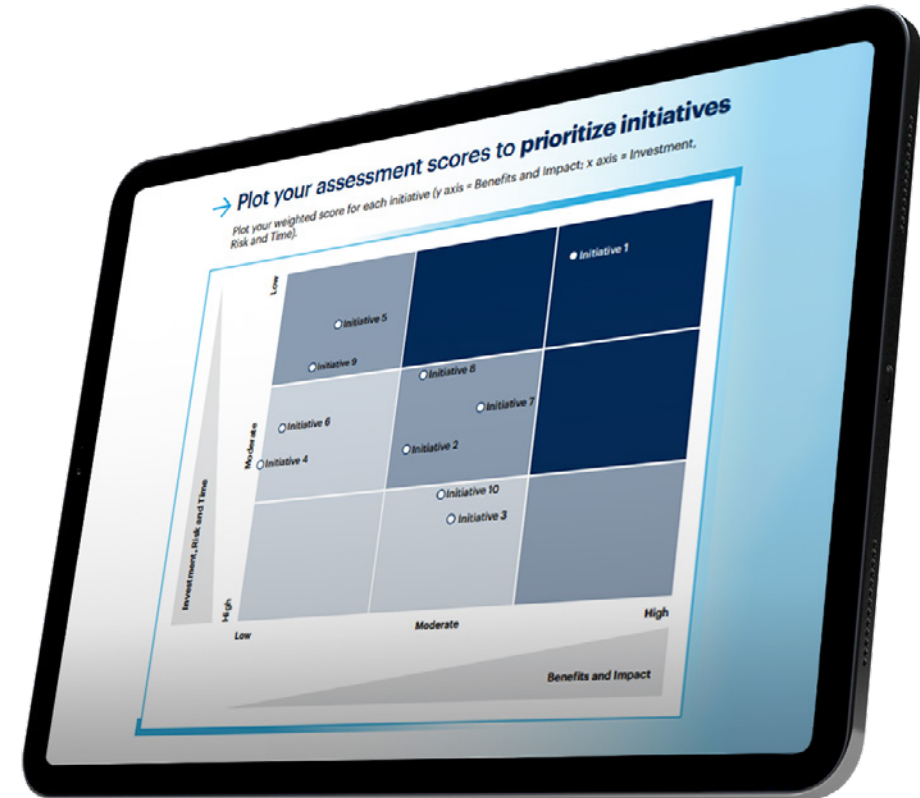 → Plot your assessment scores to prioritize initiatives
Plot your weighted score for each initiative (y axis = Benefits and Impact; x axis = Investment,
Risk and Time).
Low
Initiative 1
Initiative 5
Initiative 9
Initiative 8
Initiative 7
Moderate
Initiative 6
Initiative 2
Initiative 4
Initiative 10
Initiative 3
Investment, Risk and Time
High
Low
Moderate
High
Benefits and Impact